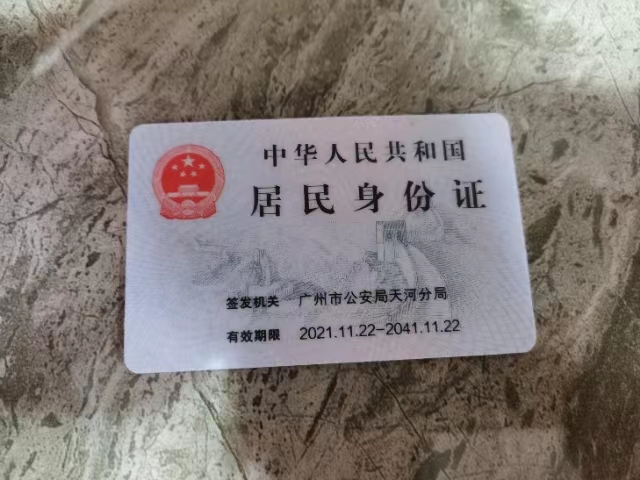 中华人民共和国
居民身份证
签发机关 广州市公安局天河分局
有效期限 2021.11.22-2041.11.22